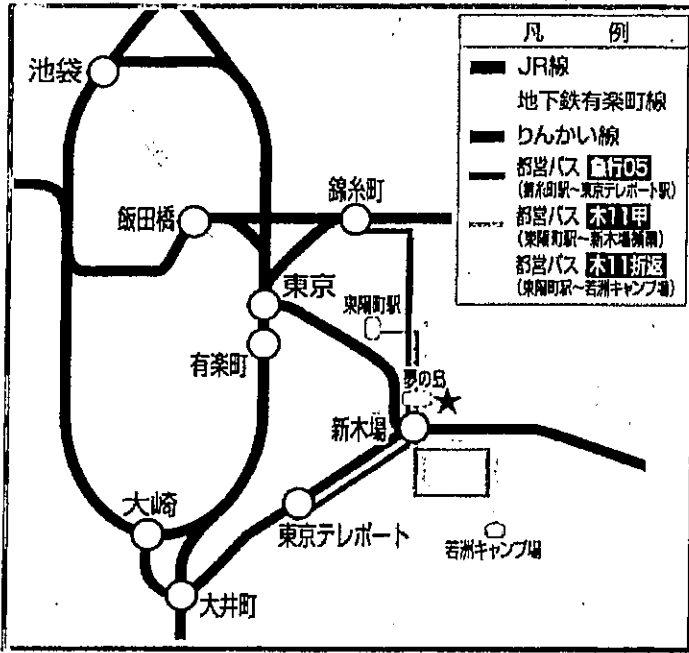 凡 例
JR線
地下鉄有楽町線
りんかい線
都営バス 急行05
(錦糸町駅~東京テレポート駅)
都営バス 木11甲
(東陽町駅~新木場循環)
都営バス 木11折返
(東陽町駅~若洲キャンプ場)
池袋
飯田橋
錦糸町
東京
東陽町駅
有楽町
夢の島
新木場
大崎
東京テレポート
若洲キャンプ場
大井町